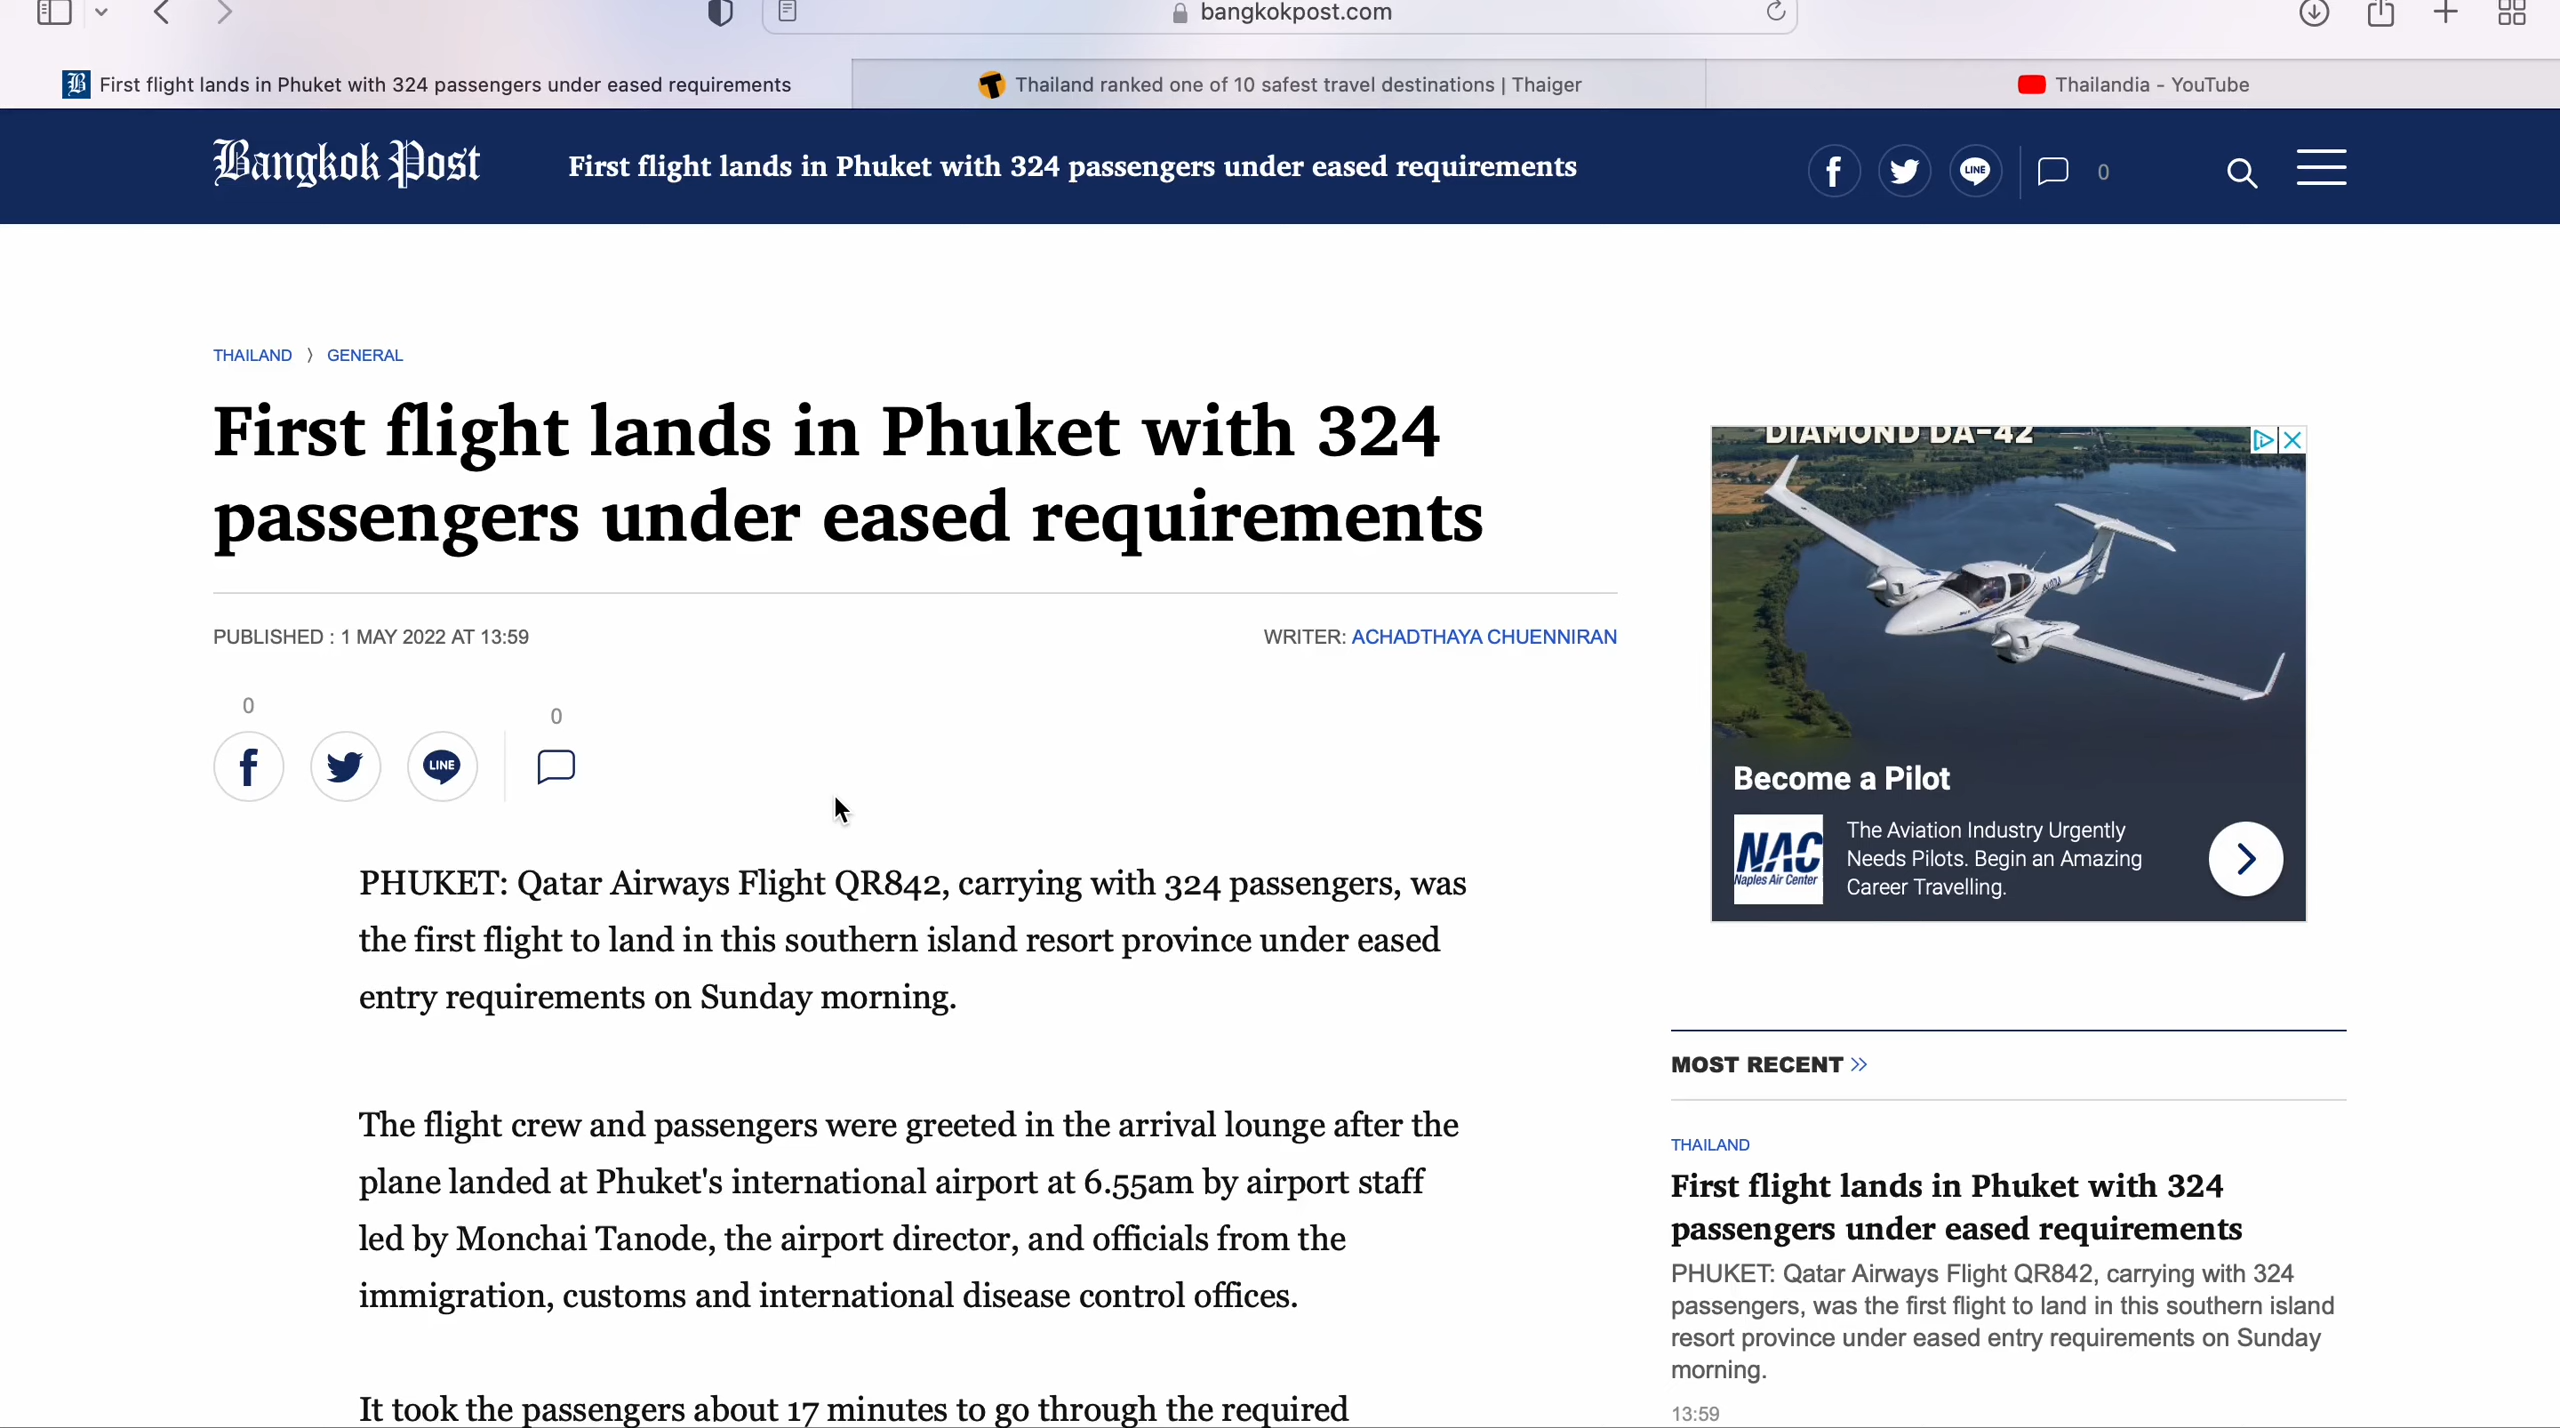 bangkokpost.com
First flight lands in Phuket with 324 passengers under eased requirements
Thailand ranked one of 10 safest travel destinations | Thaiger
Thailandia - YouTube
Bangkok Post
First flight lands in Phuket with 324 passengers under eased requirements
LINE
0
THAILAND > GENERAL
First flight lands in Phuket with 324
passengers under eased requirements
PUBLISHED : 1 MAY 2022 AT 13:59
WRITER: ACHADTHAYA CHUENNIRAN
0
0
LINE
PHUKET: Qatar Airways Flight QR842, carrying with 324 passengers, was
the first flight to land in this southern island resort province under eased
entry requirements on Sunday morning.
The flight crew and passengers were greeted in the arrival lounge after the
plane landed at Phuket's international airport at 6.55am by airport staff
led by Monchai Tanode, the airport director, and officials from the
immigration, customs and international disease control offices.
It took the passengers about 17 minutes to go through the required
DIAMOND DA-42
Become a Pilot
NAC
Naples Air Center
The Aviation Industry Urgently
Needs Pilots. Begin an Amazing
Career Travelling.
MOST RECENT »
THAILAND
First flight lands in Phuket with 324
passengers under eased requirements
PHUKET: Qatar Airways Flight QR842, carrying with 324
passengers, was the first flight to land in this southern island
resort province under eased entry requirements on Sunday
morning.
13:59